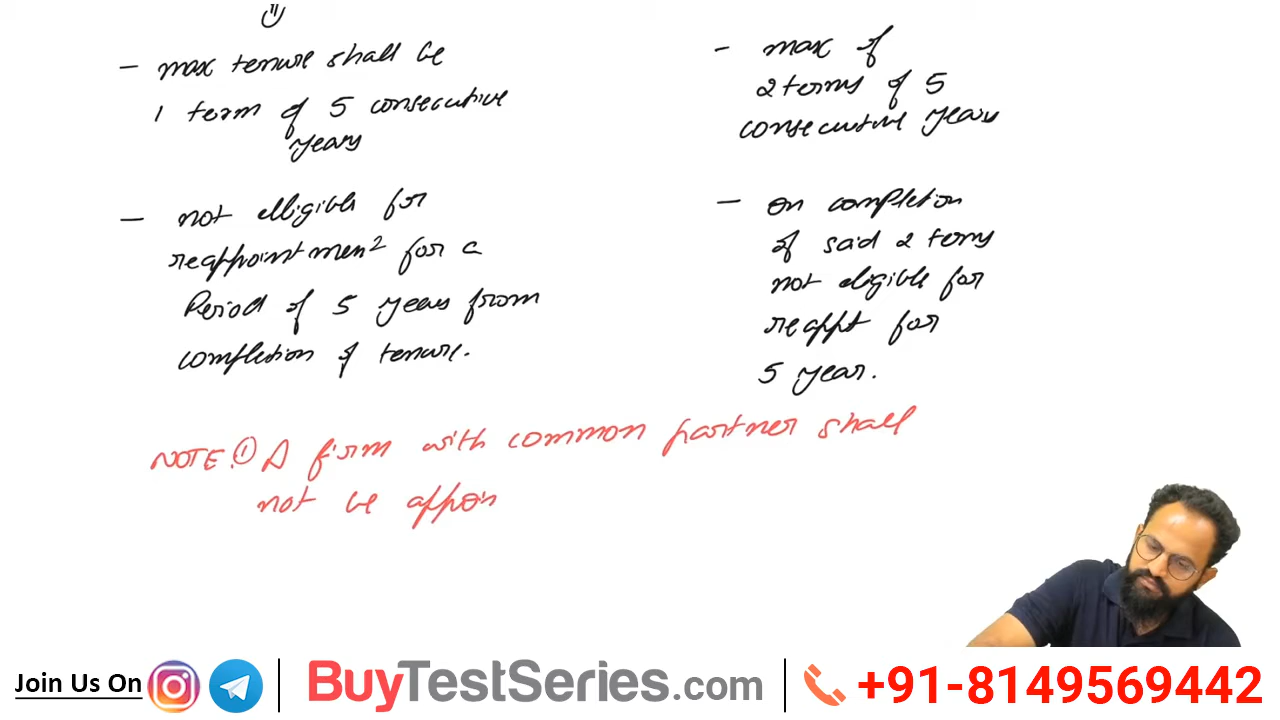 - max tenure shall be
1 term of 5 consecutive
years
- not elligible for
reappointment for a
Period of 5 years from
completion of tenure.
- max of
2 terms of 5
consecutive years
- on completion
of said 2 terms
not eligible for
reappt for
5 year.
NOTE:① A firm with common partner shall
not be appoin
Join Us On
BuyTestSeries.com
+91-8149569442